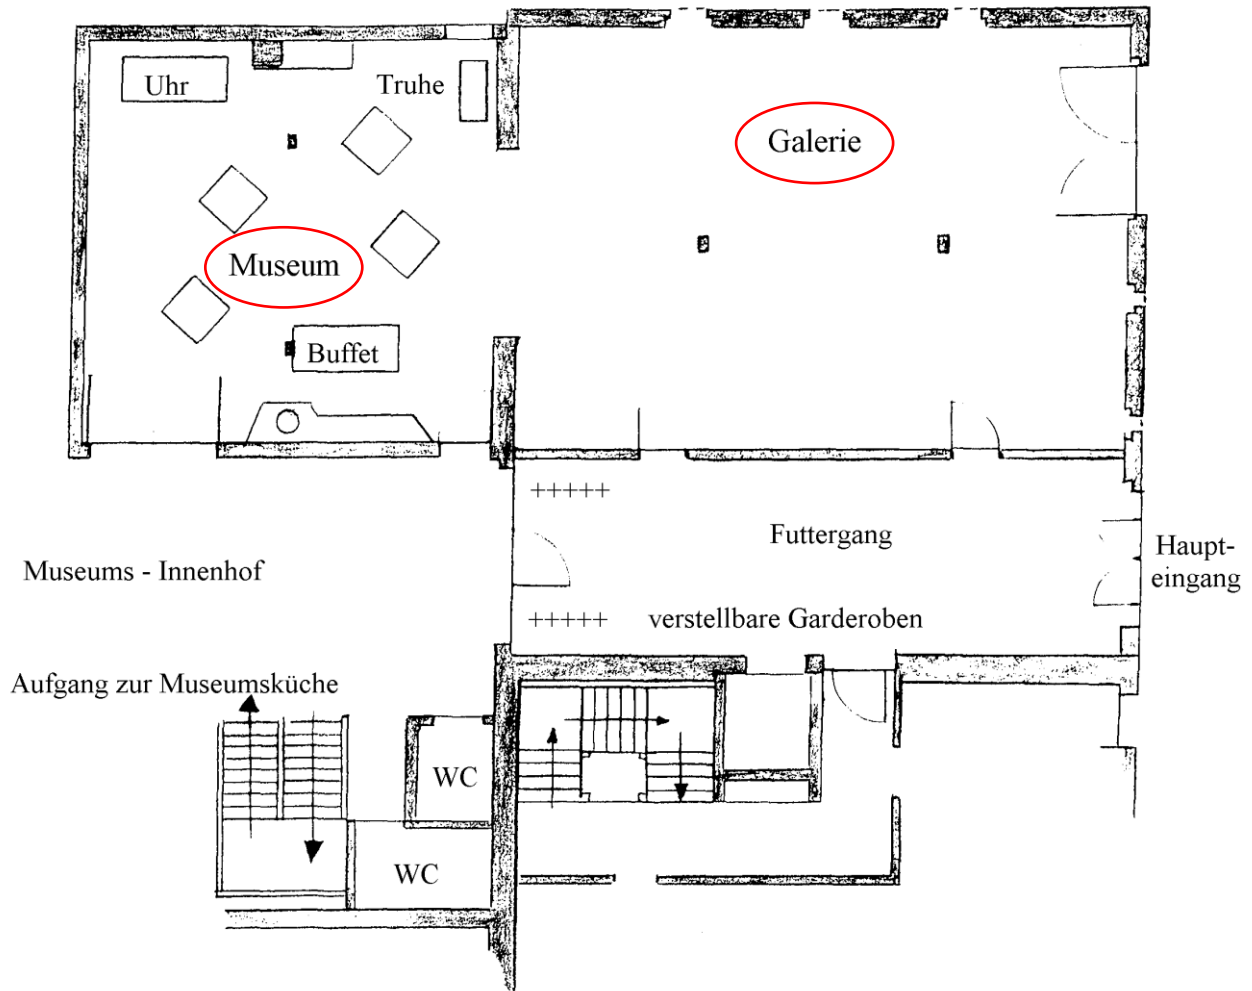 Uhr
Truhe
Galerie
Museum
Buffet
+++++
Futtergang
Haupt-
eingang
Museums - Innenhof
+++++
verstellbare Garderoben
Aufgang zur Museumsküche
WC
WC